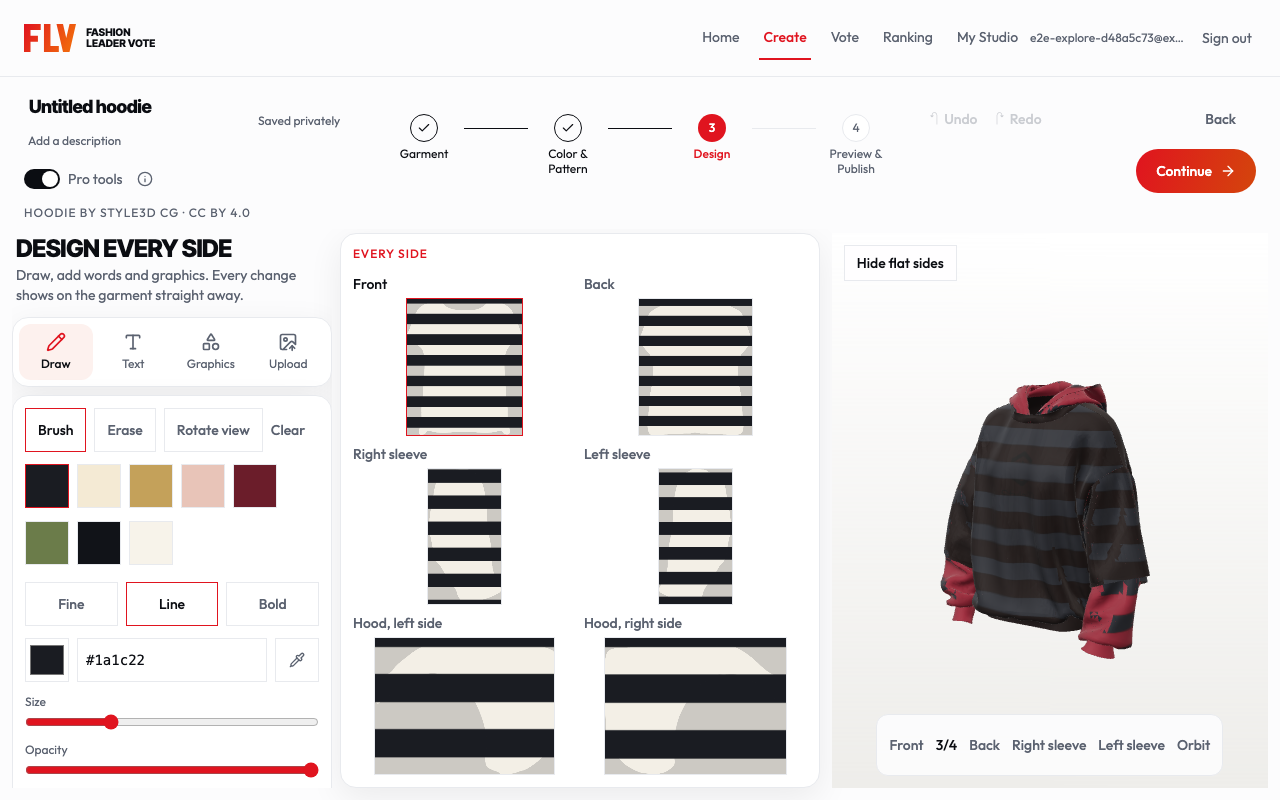 FLV
FASHION
LEADER VOTE
Home
Create
Vote
Ranking
My Studio
e2e-explore-d48a5c73@ex...
Sign out
Untitled hoodie
Add a description
Saved privately
Garment
Color &
Pattern
3
Design
4
Preview &
Publish
Undo
Redo
Back
Continue
Pro tools
HOODIE BY STYLE3D CG · CC BY 4.0
DESIGN EVERY SIDE
Draw, add words and graphics. Every change
shows on the garment straight away.
Draw
Text
Graphics
Upload
Brush
Erase
Rotate view
Clear
Fine
Line
Bold
#1a1c22
Size
Opacity
EVERY SIDE
Front
Back
Right sleeve
Left sleeve
Hood, left side
Hood, right side
Hide flat sides
Front
3/4
Back
Right sleeve
Left sleeve
Orbit